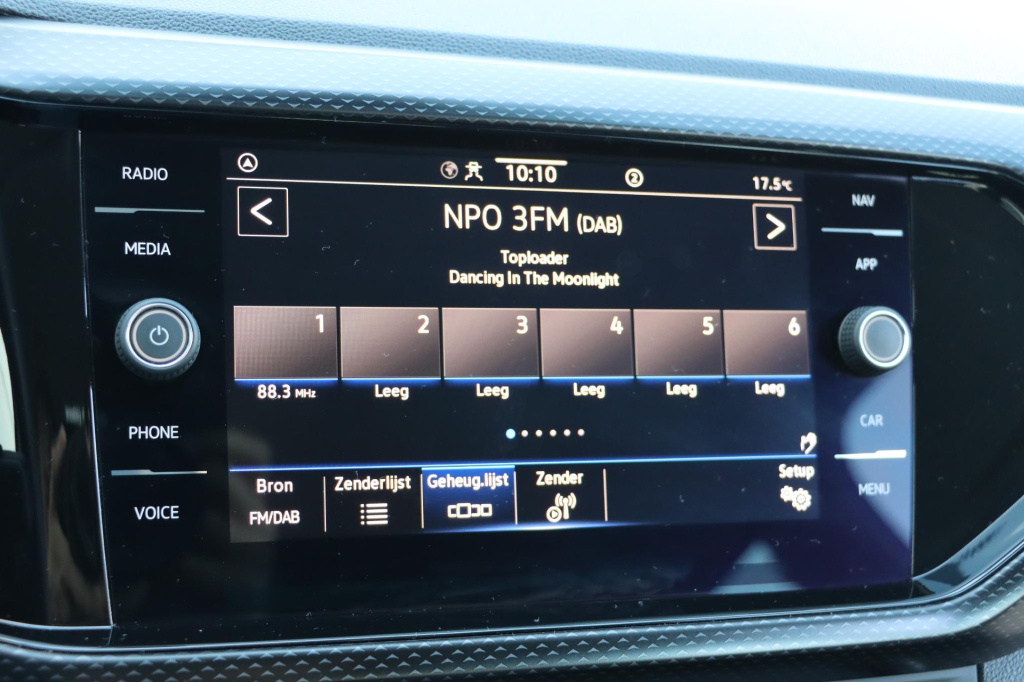 RADIO
MEDIA
PHONE
VOICE
10:10
2
17.5°C
<
NPO 3FM (DAB)
>
Toploader
Dancing In The Moonlight
1 2 3 4 5 6
88.3 MHz Leeg Leeg Leeg Leeg Leeg
Bron
FM/DAB
Zenderlijst
Geheug.lijst
Zender
Setup
NAV
APP
CAR
MENU